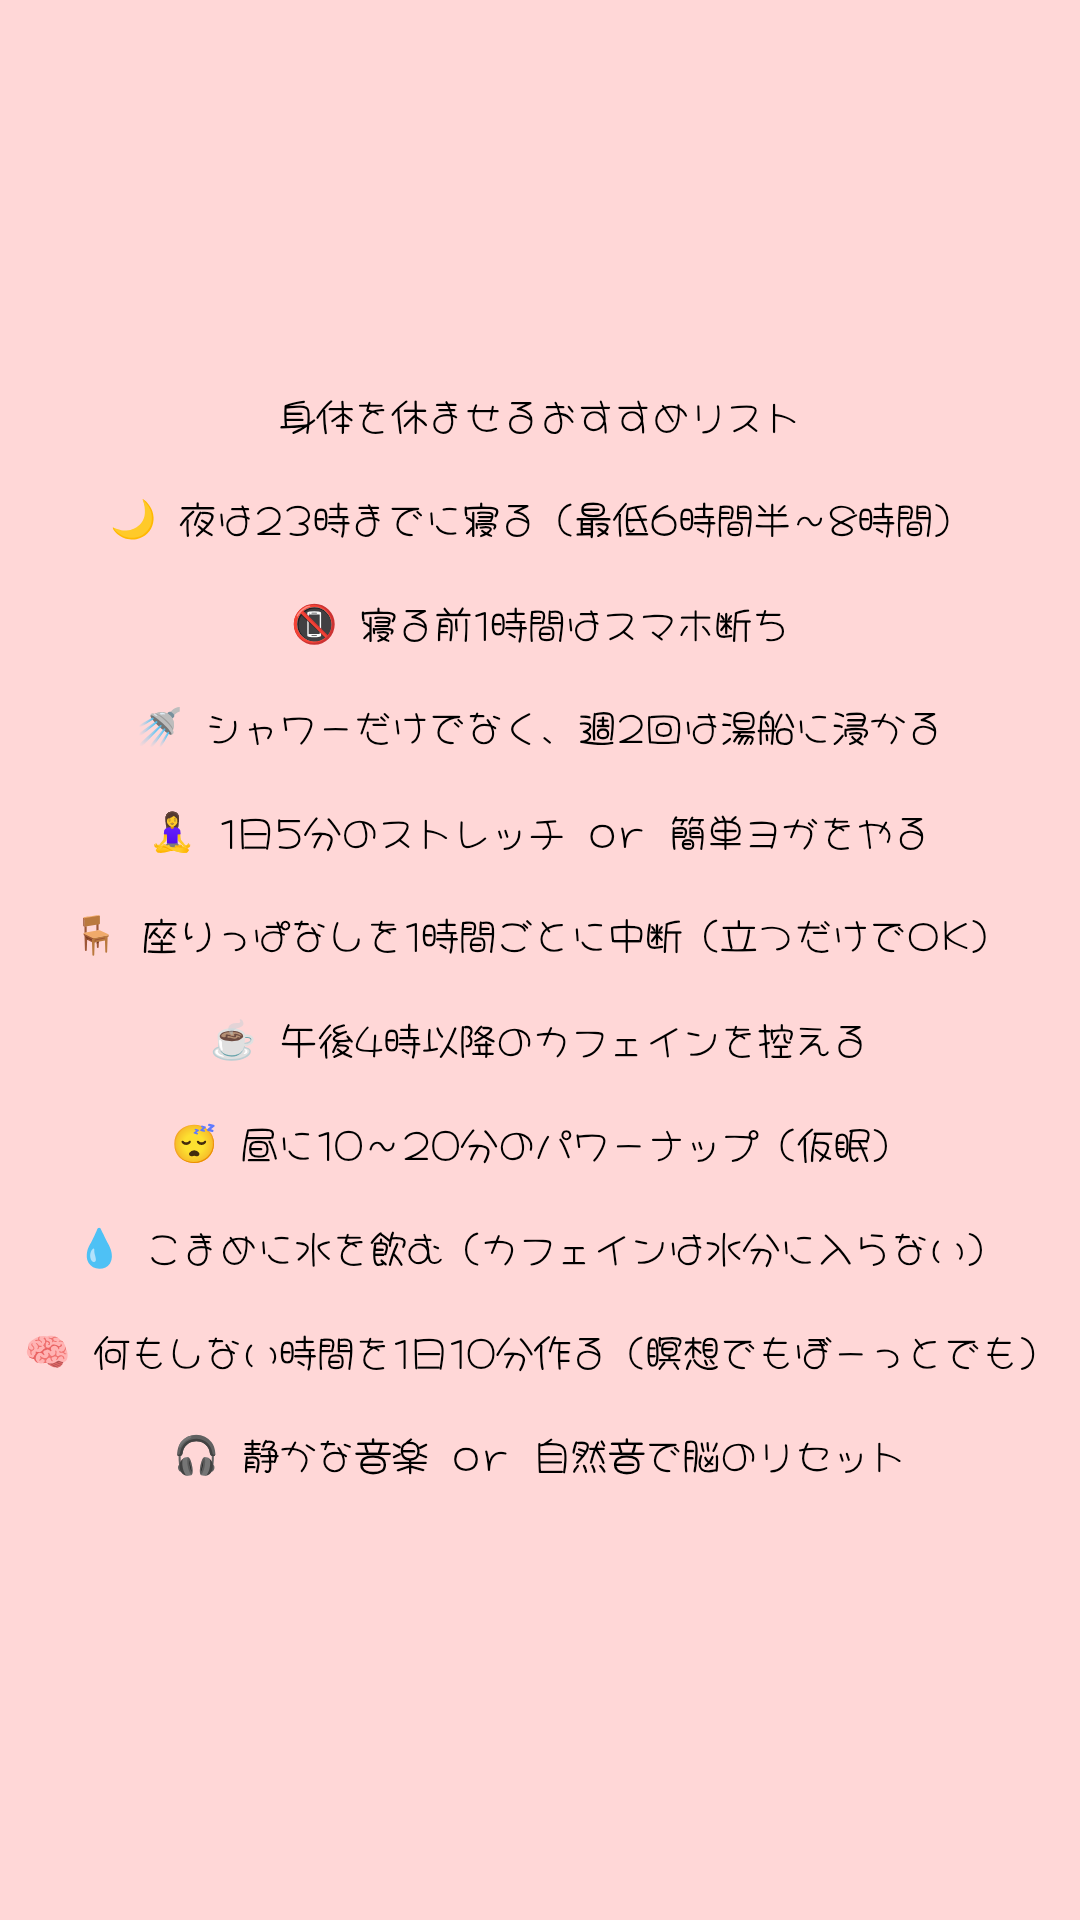 身体を休ませるおすすめリスト
🌙 夜は23時までに寝る（最低6時間半～8時間）
📵 寝る前1時間はスマホ断ち
🚿 シャワーだけでなく、週2回は湯船に浸かる
🧘‍♀️ 1日5分のストレッチ or 簡単ヨガをやる
🪑 座りっぱなしを1時間ごとに中断（立つだけでOK）
☕ 午後4時以降のカフェインを控える
😴 昼に10～20分のパワーナップ（仮眠）
💧 こまめに水を飲む（カフェインは水分に入らない）
🧠 何もしない時間を1日10分作る（瞑想でもぼーっとでも）
🎧 静かな音楽 or 自然音で脳のリセット